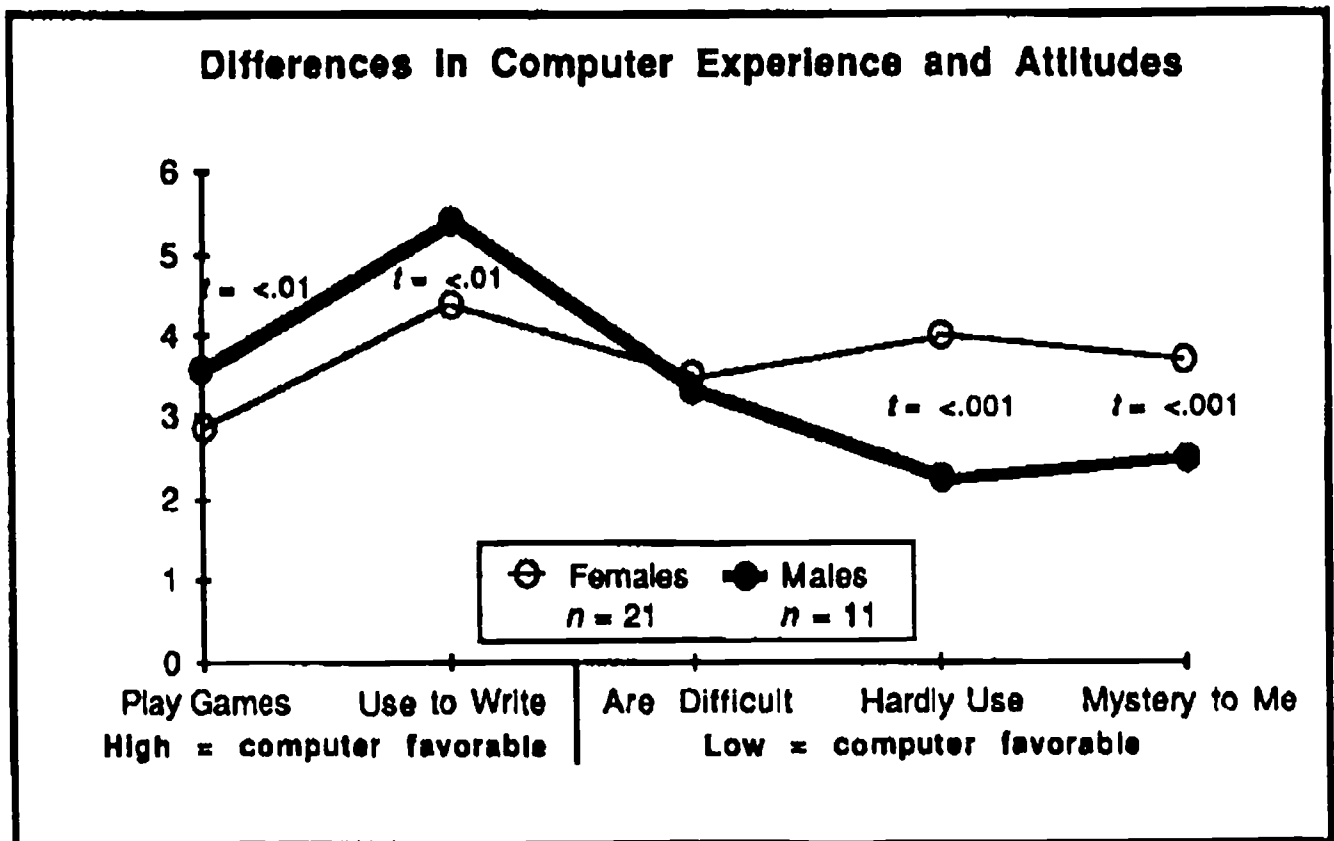 Differences in Computer Experience and Attitudes
6
5
4
3
2
1
0
t = <.01
t = <.01
t = <.001
t = <.001
Females Males
n = 21 n = 11
Play Games Use to Write Are Difficult Hardly Use Mystery to Me
High = computer favorable Low = computer favorable